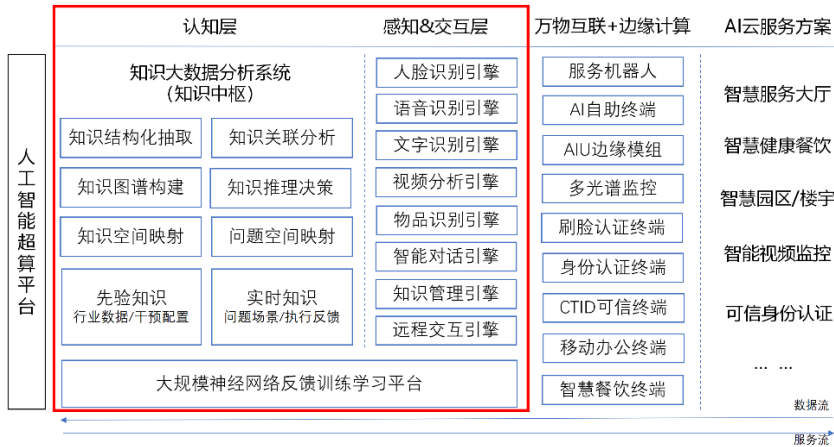 认知层
感知&交互层
万物互联+边缘计算
AI云服务方案
人工智能超算平台
知识大数据分析系统
（知识中枢）
知识结构化抽取
知识关联分析
知识图谱构建
知识推理决策
知识空间映射
问题空间映射
先验知识
行业数据/干预配置
实时知识
问题场景/执行反馈
大规模神经网络反馈训练学习平台
人脸识别引擎
语音识别引擎
文字识别引擎
视频分析引擎
物品识别引擎
智能对话引擎
知识管理引擎
远程交互引擎
服务机器人
AI自助终端
AIU边缘模组
多光谱监控
刷脸认证终端
身份认证终端
CTID可信终端
移动办公终端
智慧餐饮终端
智慧服务大厅
智慧健康餐饮
智慧园区/楼宇
智能视频监控
可信身份认证
… …
数据流
服务流